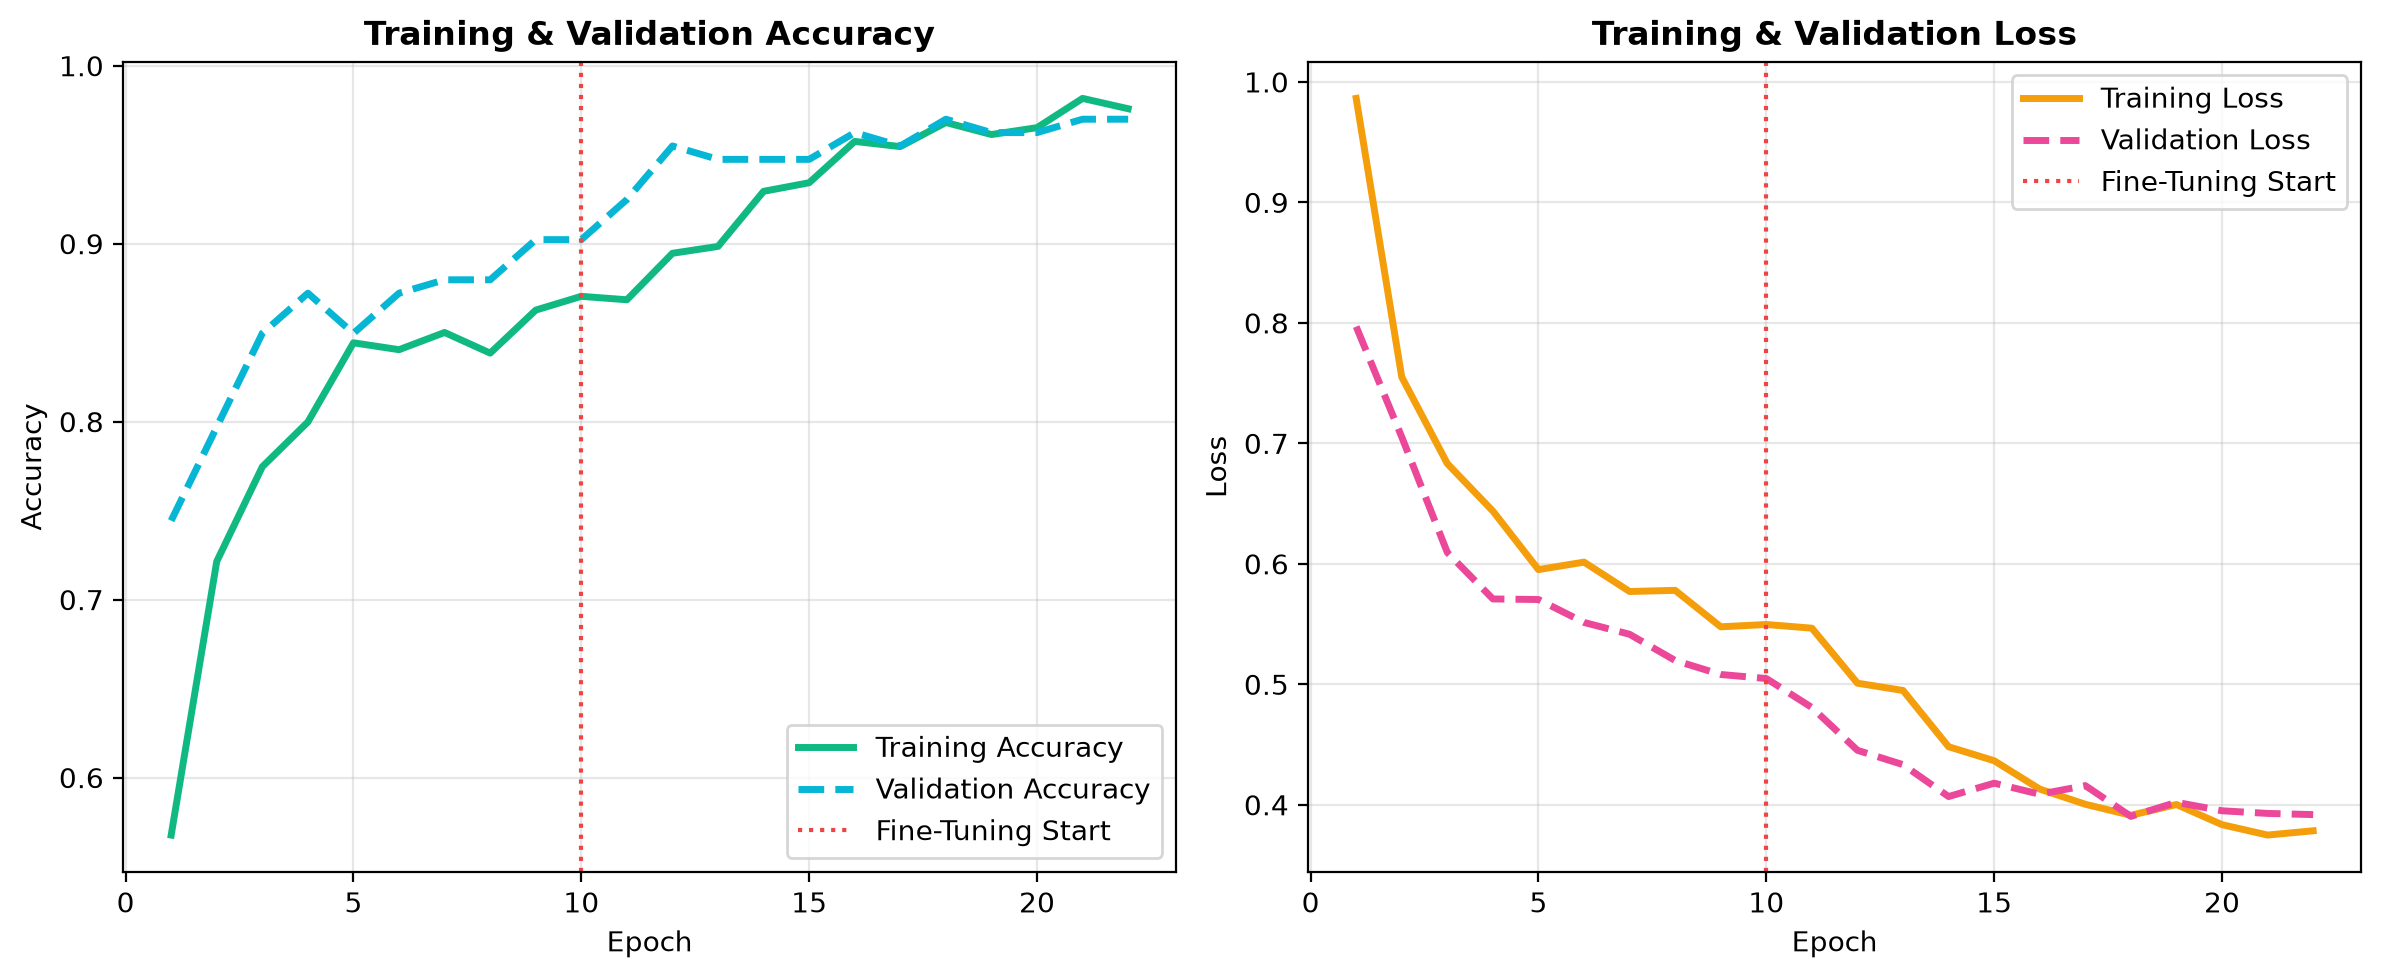 Training & Validation Accuracy
1.0
0.9
0.8
0.7
0.6
Accuracy
Training Accuracy
Validation Accuracy
Fine-Tuning Start
0 5 10 15 20
Epoch
Training & Validation Loss
1.0
0.9
0.8
0.7
0.6
0.5
0.4
Loss
Training Loss
Validation Loss
Fine-Tuning Start
0 5 10 15 20
Epoch